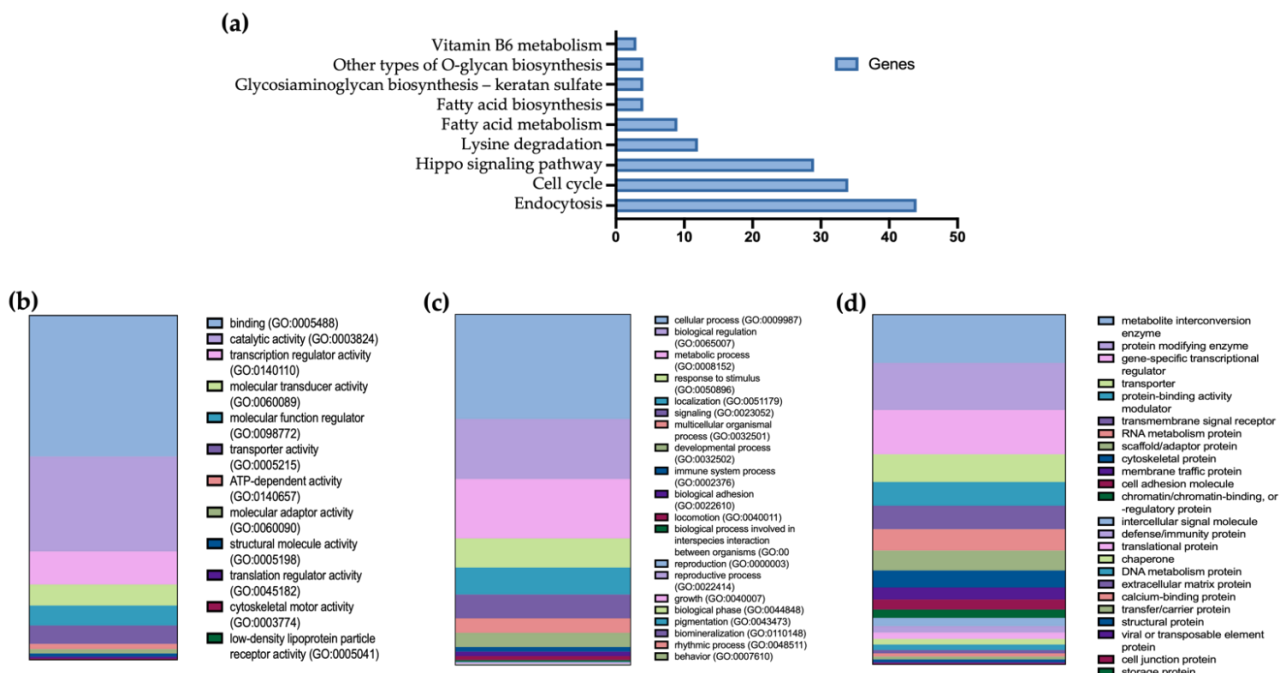 (a)
Vitamin B6 metabolism
Other types of O-glycan biosynthesis
Glycosiaminoglycan biosynthesis – keratan sulfate
Fatty acid biosynthesis
Fatty acid metabolism
Lysine degradation
Hippo signaling pathway
Cell cycle
Endocytosis
Genes
0 10 20 30 40 50
(b)
binding (GO:0005488)
catalytic activity (GO:0003824)
transcription regulator activity
(GO:0140110)
molecular transducer activity
(GO:0060089)
molecular function regulator
(GO:0098772)
transporter activity
(GO:0005215)
ATP-dependent activity
(GO:0140657)
molecular adaptor activity
(GO:0060090)
structural molecule activity
(GO:0005198)
translation regulator activity
(GO:0045182)
cytoskeletal motor activity
(GO:0003774)
low-density lipoprotein particle
receptor activity (GO:0005041)
(c)
cellular process (GO:0009987)
biological regulation
(GO:0065007)
metabolic process
(GO:0008152)
response to stimulus
(GO:0050896)
localization (GO:0051179)
signaling (GO:0023052)
multicellular organismal
process (GO:0032501)
developmental process
(GO:0032502)
immune system process
(GO:0002376)
biological adhesion
(GO:0022610)
locomotion (GO:0040011)
biological process involved in
interspecies interaction
between organisms (GO:00
reproduction (GO:0000003)
reproductive process
(GO:0022414)
growth (GO:0040007)
biological phase (GO:0044848)
pigmentation (GO:0043473)
biomineralization (GO:0110148)
rhythmic process (GO:0048511)
behavior (GO:0007610)
(d)
metabolite interconversion
enzyme
protein modifying enzyme
gene-specific transcriptional
regulator
transporter
protein-binding activity
modulator
transmembrane signal receptor
RNA metabolism protein
scaffold/adaptor protein
cytoskeletal protein
membrane traffic protein
cell adhesion molecule
chromatin/chromatin-binding, or
-regulatory protein
intercellular signal molecule
defense/immunity protein
translational protein
chaperone
DNA metabolism protein
extracellular matrix protein
calcium-binding protein
transfer/carrier protein
structural protein
viral or transposable element
protein
cell junction protein
storage protein